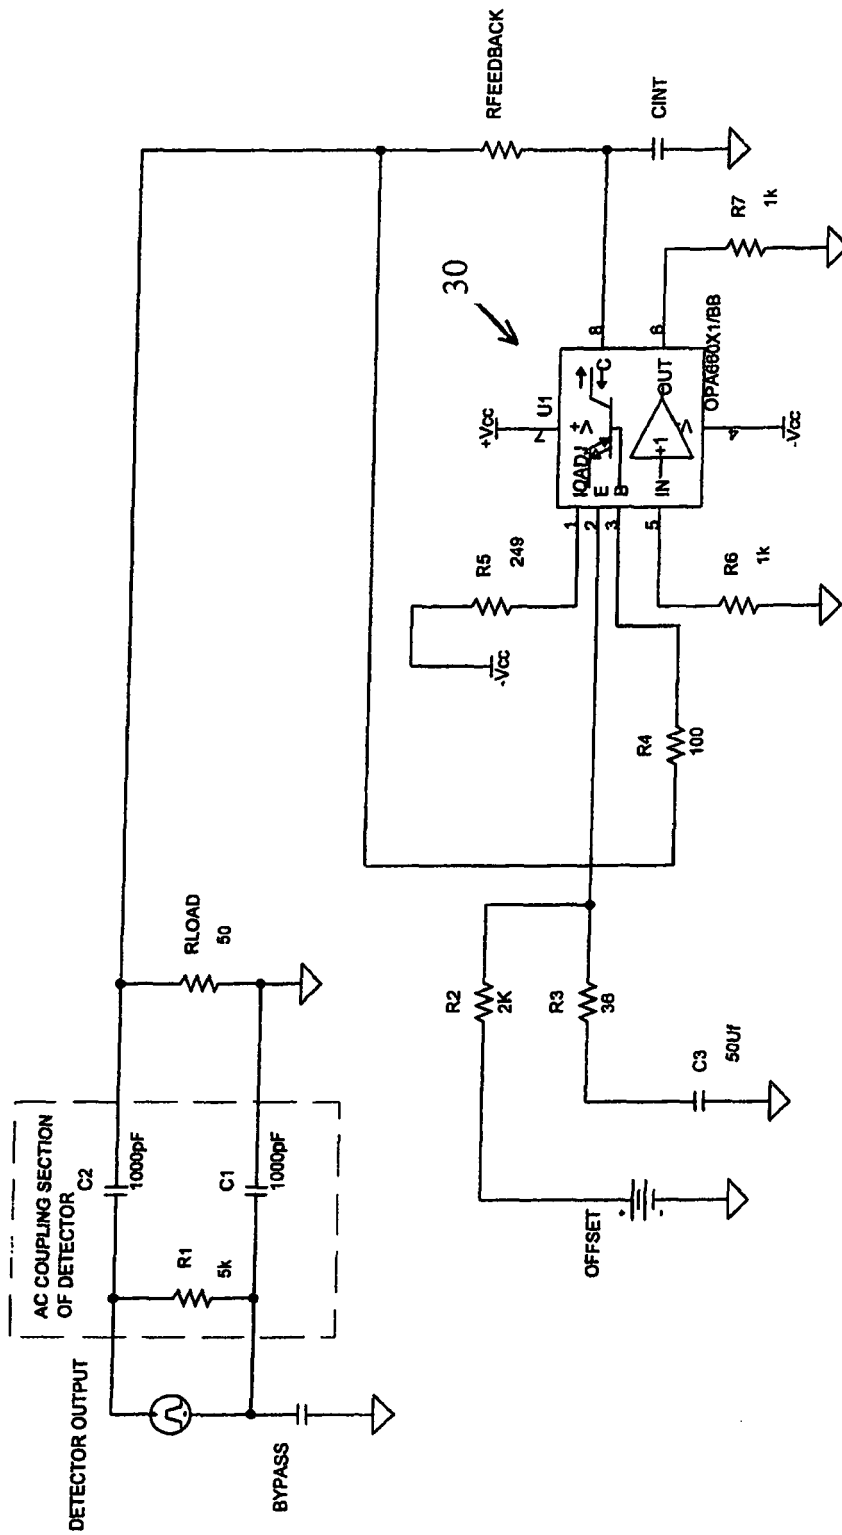 DETECTOR OUTPUT
AC COUPLING SECTION
OF DETECTOR
C2
1000pF
R1
5k
C1
1000pF
BYPASS
RLOAD
50
RFEEDBACK
CINT
30
+Vcc
7
U1
IQADJ
+
>
C
8
E
B
1
2
3
IN
+1
OUT
5
6
>
4
OPA660X1/BB
-Vcc
R7
1k
R5
249
-Vcc
R6
1k
R4
100
R2
2K
R3
38
C3
50Uf
OFFSET
+
-